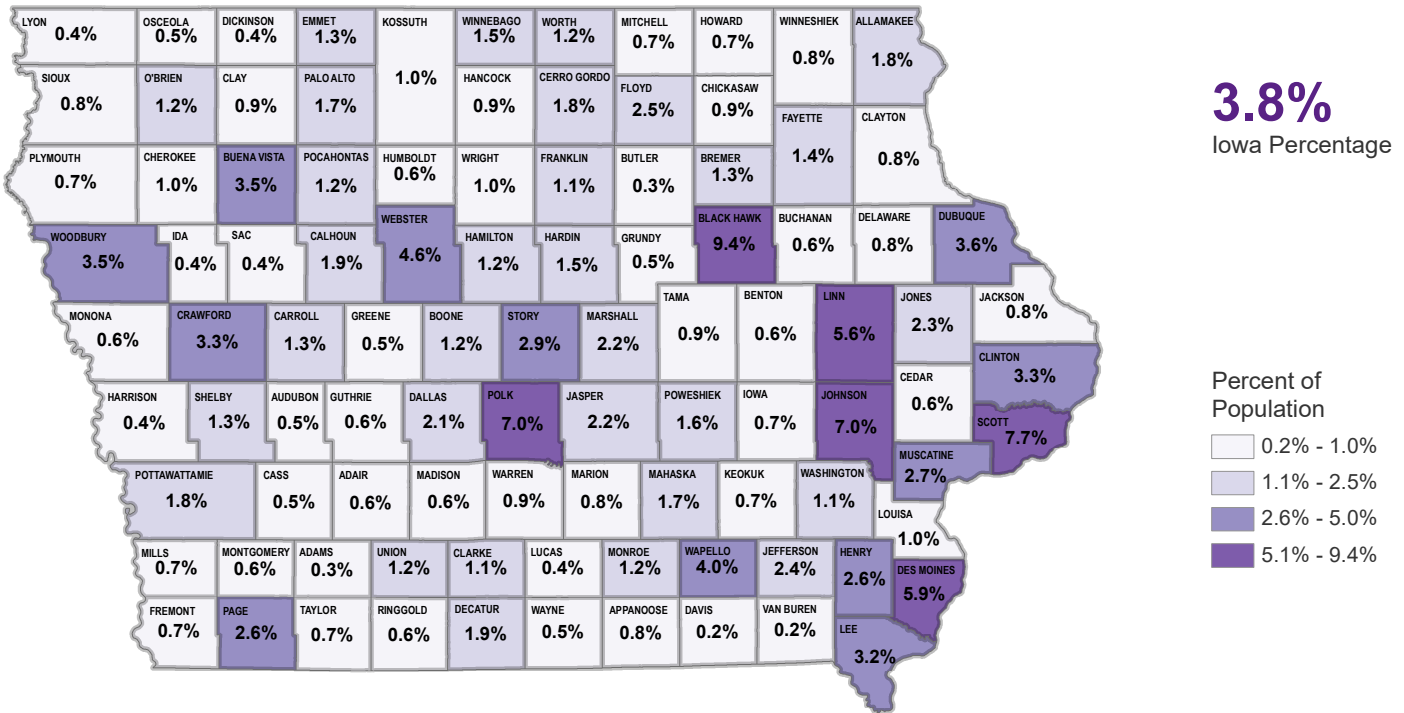 LYON
0.4%
OSCEOLA
0.5%
DICKINSON
0.4%
EMMET
1.3%
KOSSUTH
1.0%
WINNEBAGO
1.5%
WORTH
1.2%
MITCHELL
0.7%
HOWARD
0.7%
WINNESHIEK
0.8%
ALLAMAKEE
1.8%
SIOUX
0.8%
O'BRIEN
1.2%
CLAY
0.9%
PALO ALTO
1.7%
HANCOCK
0.9%
CERRO GORDO
1.8%
FLOYD
2.5%
CHICKASAW
0.9%
FAYETTE
1.4%
CLAYTON
0.8%
PLYMOUTH
0.7%
CHEROKEE
1.0%
BUENA VISTA
3.5%
POCAHONTAS
1.2%
HUMBOLDT
0.6%
WRIGHT
1.0%
FRANKLIN
1.1%
BUTLER
0.3%
BREMER
1.3%
WOODBURY
3.5%
IDA
0.4%
SAC
0.4%
CALHOUN
1.9%
WEBSTER
4.6%
HAMILTON
1.2%
HARDIN
1.5%
GRUNDY
0.5%
BLACK HAWK
9.4%
BUCHANAN
0.6%
DELAWARE
0.8%
DUBUQUE
3.6%
MONONA
0.6%
CRAWFORD
3.3%
CARROLL
1.3%
GREENE
0.5%
BOONE
1.2%
STORY
2.9%
MARSHALL
2.2%
TAMA
0.9%
BENTON
0.6%
LINN
5.6%
JONES
2.3%
JACKSON
0.8%
CLINTON
3.3%
CEDAR
0.6%
HARRISON
0.4%
SHELBY
1.3%
AUDUBON
0.5%
GUTHRIE
0.6%
DALLAS
2.1%
POLK
7.0%
JASPER
2.2%
POWESHIEK
1.6%
IOWA
0.7%
JOHNSON
7.0%
SCOTT
7.7%
MUSCATINE
2.7%
POTTAWATTAMIE
1.8%
CASS
0.5%
ADAIR
0.6%
MADISON
0.6%
WARREN
0.9%
MARION
0.8%
MAHASKA
1.7%
KEOKUK
0.7%
WASHINGTON
1.1%
LOUISA
1.0%
MILLS
0.7%
MONTGOMERY
0.6%
ADAMS
0.3%
UNION
1.2%
CLARKE
1.1%
LUCAS
0.4%
MONROE
1.2%
WAPELLO
4.0%
JEFFERSON
2.4%
HENRY
2.6%
DES MOINES
5.9%
FREMONT
0.7%
PAGE
2.6%
TAYLOR
0.7%
RINGGOLD
0.6%
DECATUR
1.9%
WAYNE
0.5%
APPANOOSE
0.8%
DAVIS
0.2%
VAN BUREN
0.2%
LEE
3.2%
3.8%
Iowa Percentage
Percent of
Population
0.2% - 1.0%
1.1% - 2.5%
2.6% - 5.0%
5.1% - 9.4%